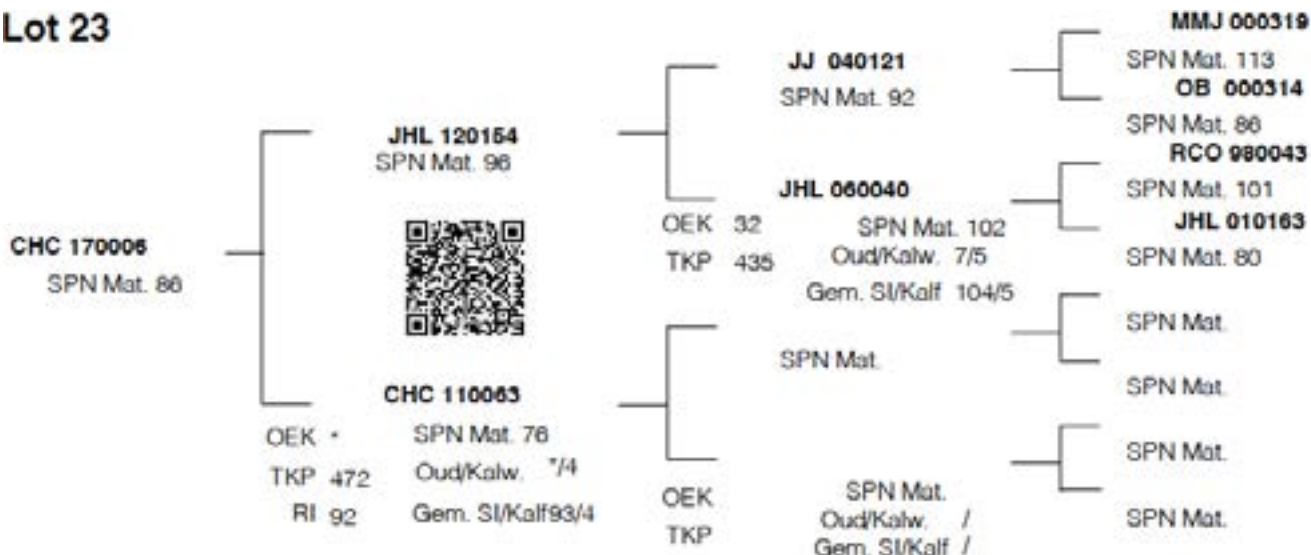 Lot 23
CHC 170006
SPN Mat. 86
JHL 120154
SPN Mat. 96
CHC 110063
OEK *
SPN Mat. 76
TKP 472
Oud/Kalw. */4
RI 92
Gem. SI/Kalf93/4
JJ 040121
SPN Mat. 92
JHL 060040
OEK 32
SPN Mat. 102
TKP 435
Oud/Kalw. 7/5
Gem. SI/Kalf 104/5
SPN Mat.
OEK
SPN Mat.
TKP
Oud/Kalw. /
Gem. SI/Kalf /
MMJ 000319
SPN Mat. 113
OB 000314
SPN Mat. 86
RCO 980043
SPN Mat. 101
JHL 010163
SPN Mat. 80
SPN Mat.
SPN Mat.
SPN Mat.
SPN Mat.